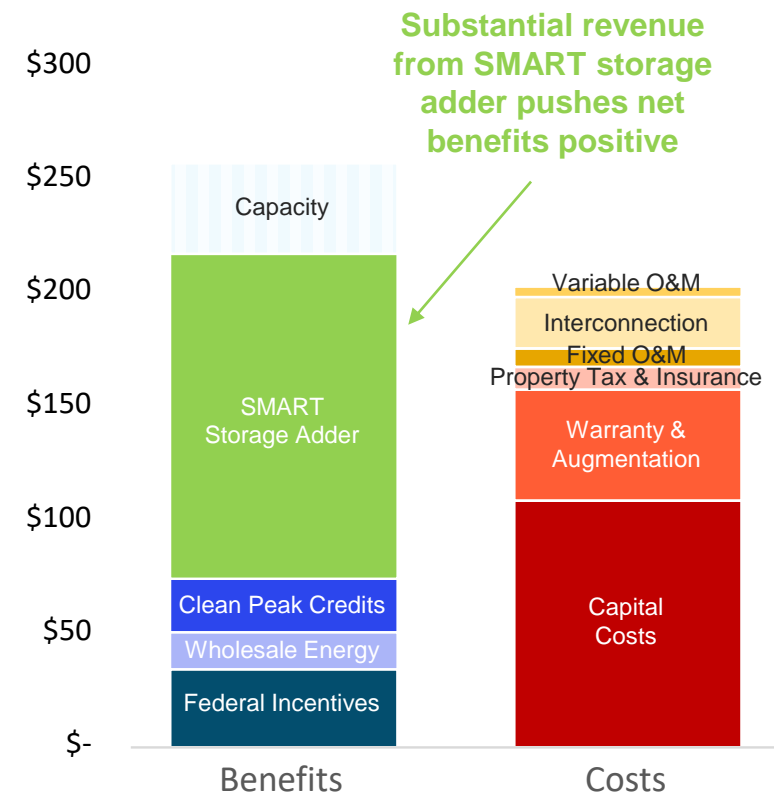 Substantial revenue
from SMART storage
adder pushes net
benefits positive
$300
$250
$200
$150
$100
$50
$-
Capacity
SMART
Storage Adder
Clean Peak Credits
Wholesale Energy
Federal Incentives
Variable O&M
Interconnection
Fixed O&M
Property Tax & Insurance
Warranty &
Augmentation
Capital
Costs
Benefits
Costs